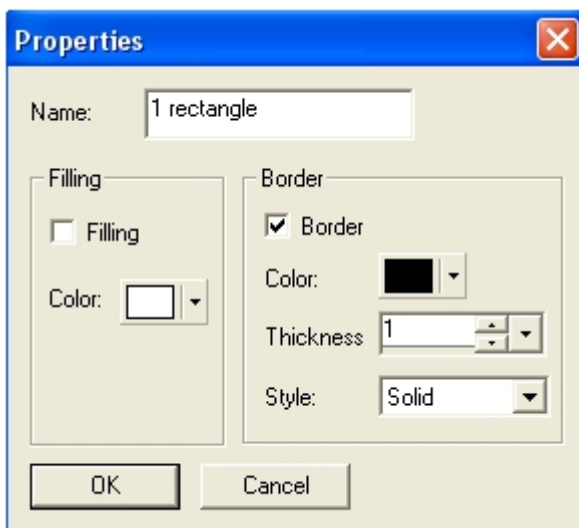 Properties
Name: 1 rectangle
Filling
Filling
Color:
Border
Border
Color:
Thickness 1
Style: Solid
OK Cancel